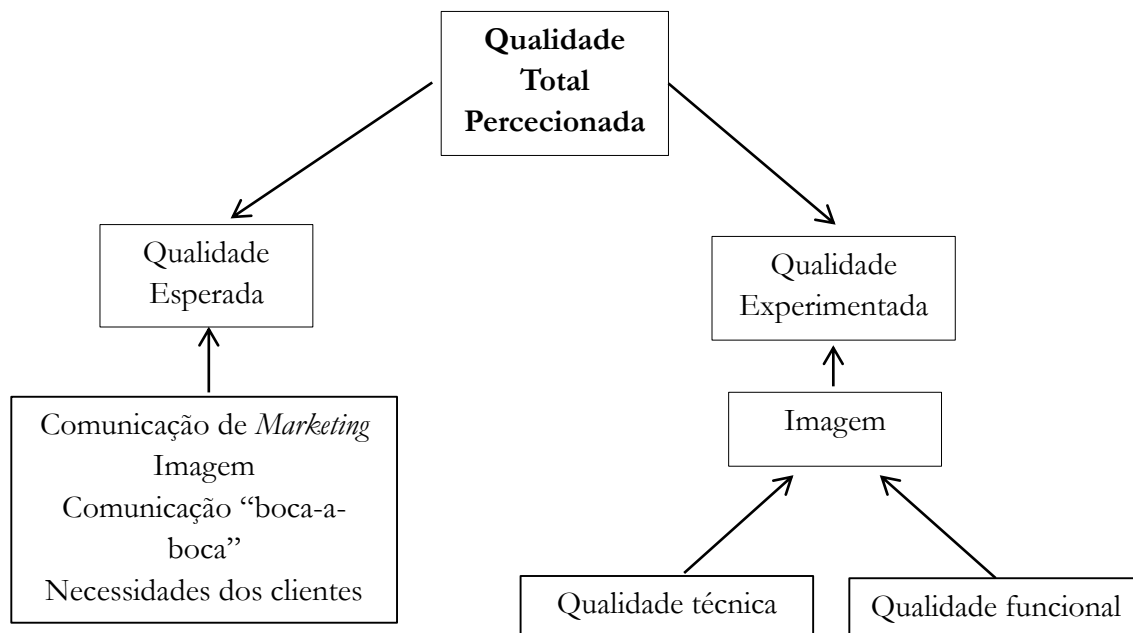 Qualidade
Total
Percecionada
Qualidade
Esperada
Qualidade
Experimentada
Comunicação de Marketing
Imagem
Comunicação “boca-a-
boca”
Necessidades dos clientes
Imagem
Qualidade técnica
Qualidade funcional